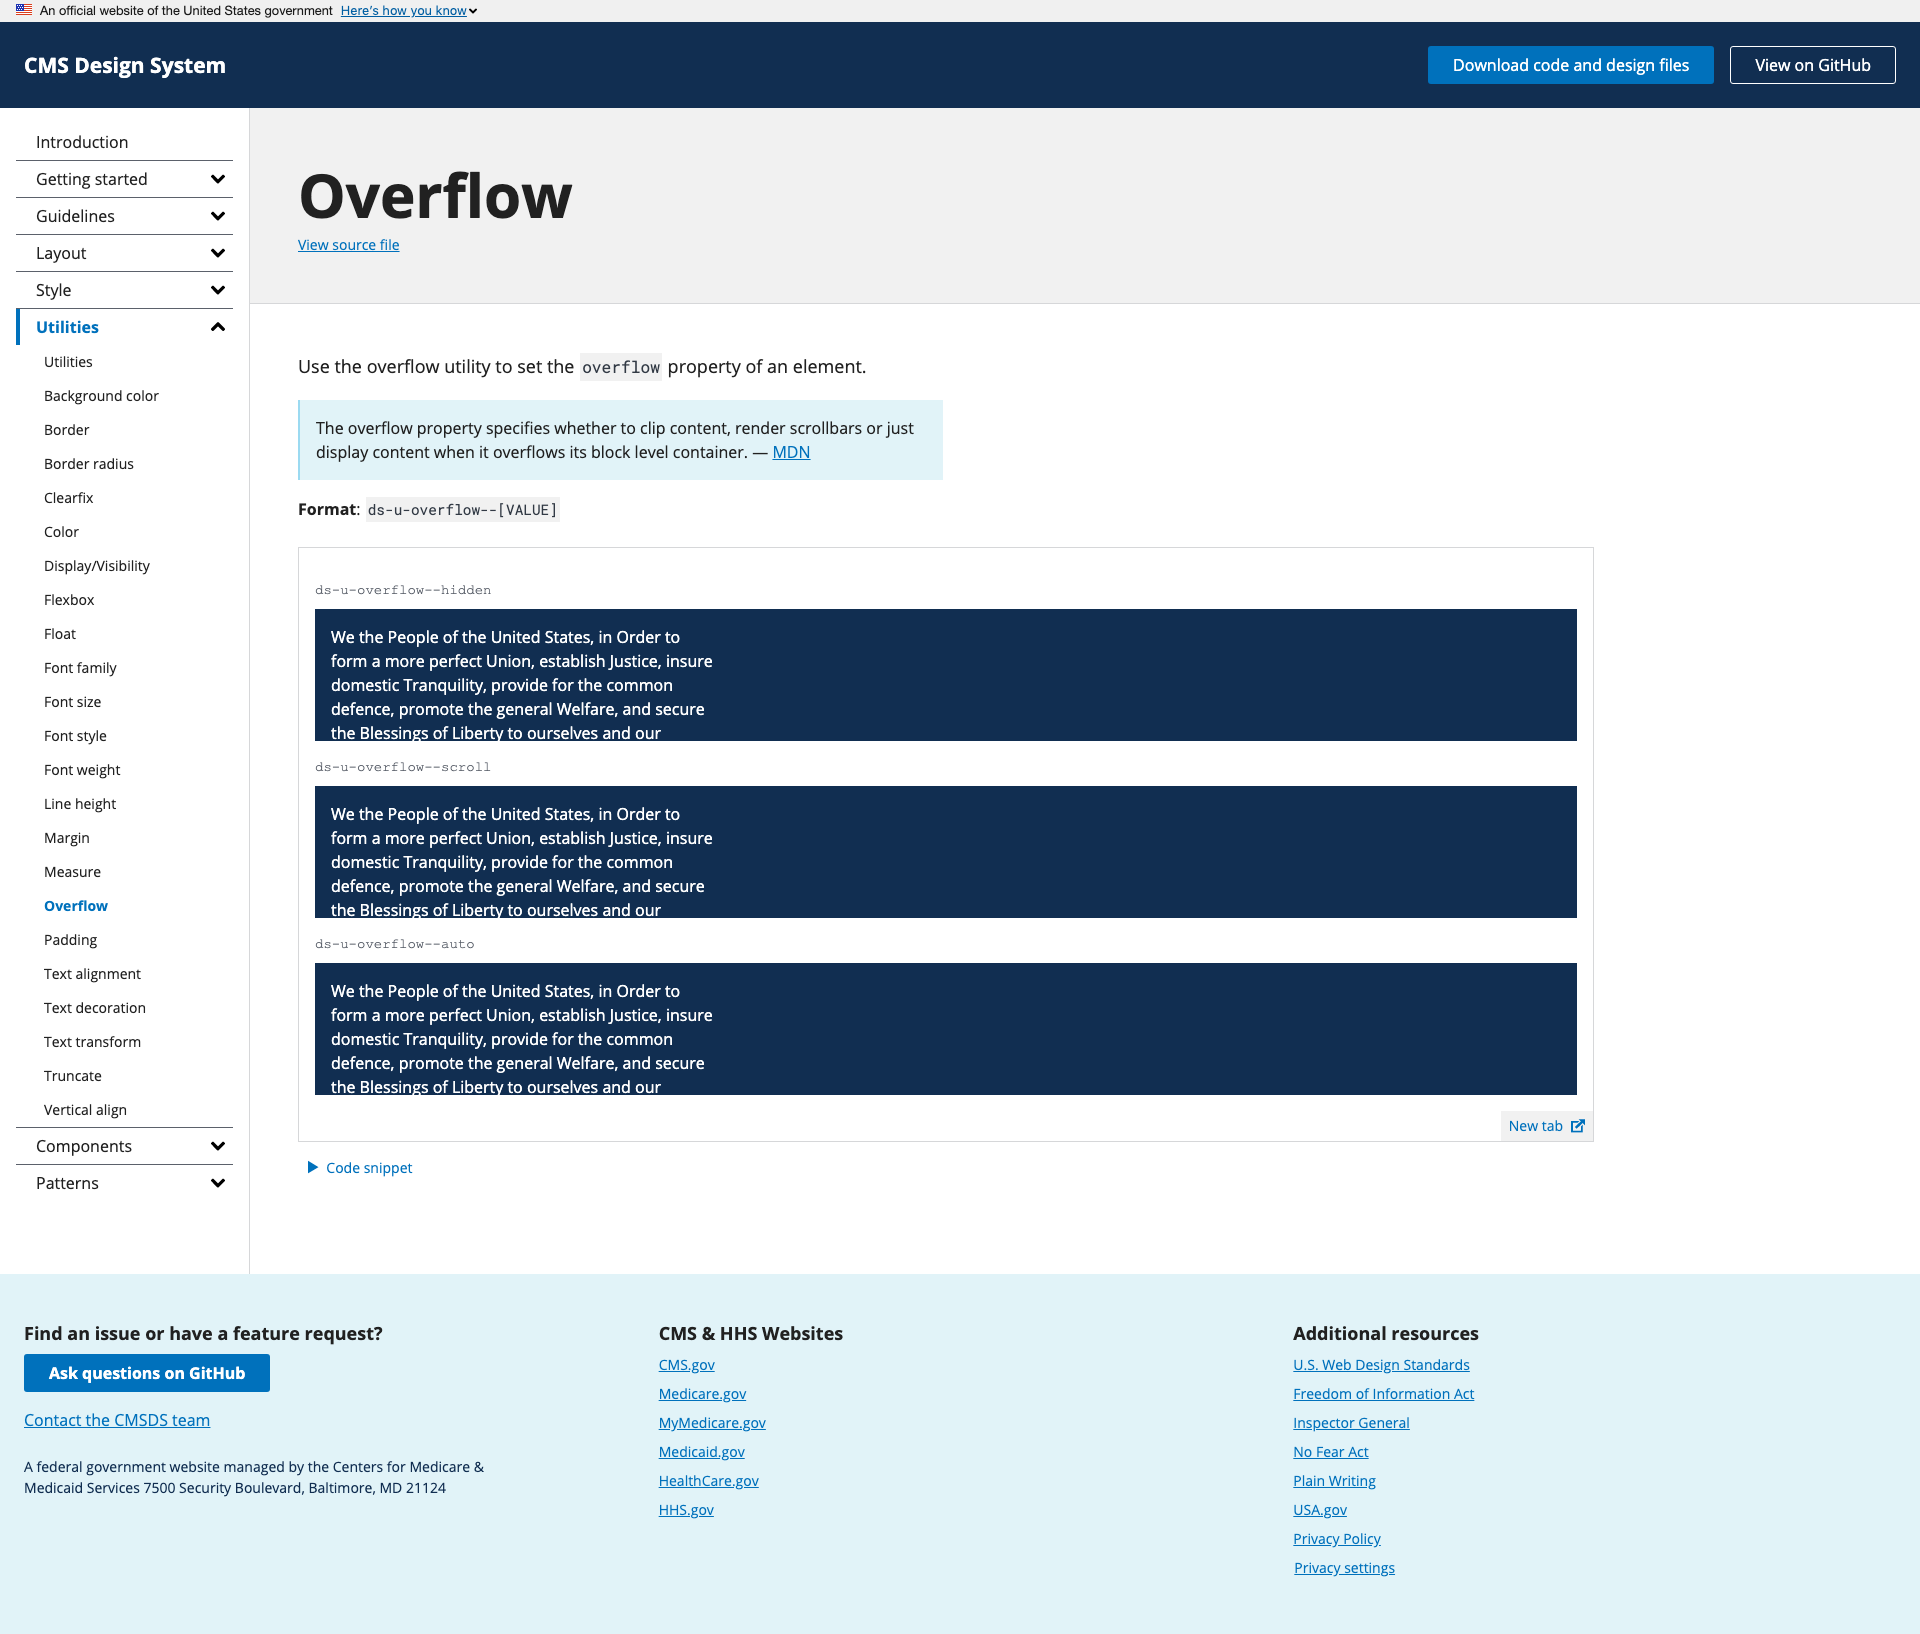 An official website of the United States government Here's how you know
CMS Design System
Download code and design files
View on GitHub
Introduction
Getting started
Guidelines
Layout
Style
Utilities
Utilities
Background color
Border
Border radius
Clearfix
Color
Display/Visibility
Flexbox
Float
Font family
Font size
Font style
Font weight
Line height
Margin
Measure
Overflow
Padding
Text alignment
Text decoration
Text transform
Truncate
Vertical align
Components
Patterns
Overflow
View source file
Use the overflow utility to set the overflow property of an element.
The overflow property specifies whether to clip content, render scrollbars or just
display content when it overflows its block level container. — MDN
Format: ds-u-overflow--[VALUE]
ds-u-overflow--hidden
We the People of the United States, in Order to
form a more perfect Union, establish Justice, insure
domestic Tranquility, provide for the common
defence, promote the general Welfare, and secure
the Blessings of Liberty to ourselves and our
ds-u-overflow--scroll
We the People of the United States, in Order to
form a more perfect Union, establish Justice, insure
domestic Tranquility, provide for the common
defence, promote the general Welfare, and secure
the Blessings of Liberty to ourselves and our
ds-u-overflow--auto
We the People of the United States, in Order to
form a more perfect Union, establish Justice, insure
domestic Tranquility, provide for the common
defence, promote the general Welfare, and secure
the Blessings of Liberty to ourselves and our
New tab
Code snippet
Find an issue or have a feature request?
Ask questions on GitHub
Contact the CMSDS team
A federal government website managed by the Centers for Medicare &
Medicaid Services 7500 Security Boulevard, Baltimore, MD 21124
CMS & HHS Websites
CMS.gov
Medicare.gov
MyMedicare.gov
Medicaid.gov
HealthCare.gov
HHS.gov
Additional resources
U.S. Web Design Standards
Freedom of Information Act
Inspector General
No Fear Act
Plain Writing
USA.gov
Privacy Policy
Privacy settings